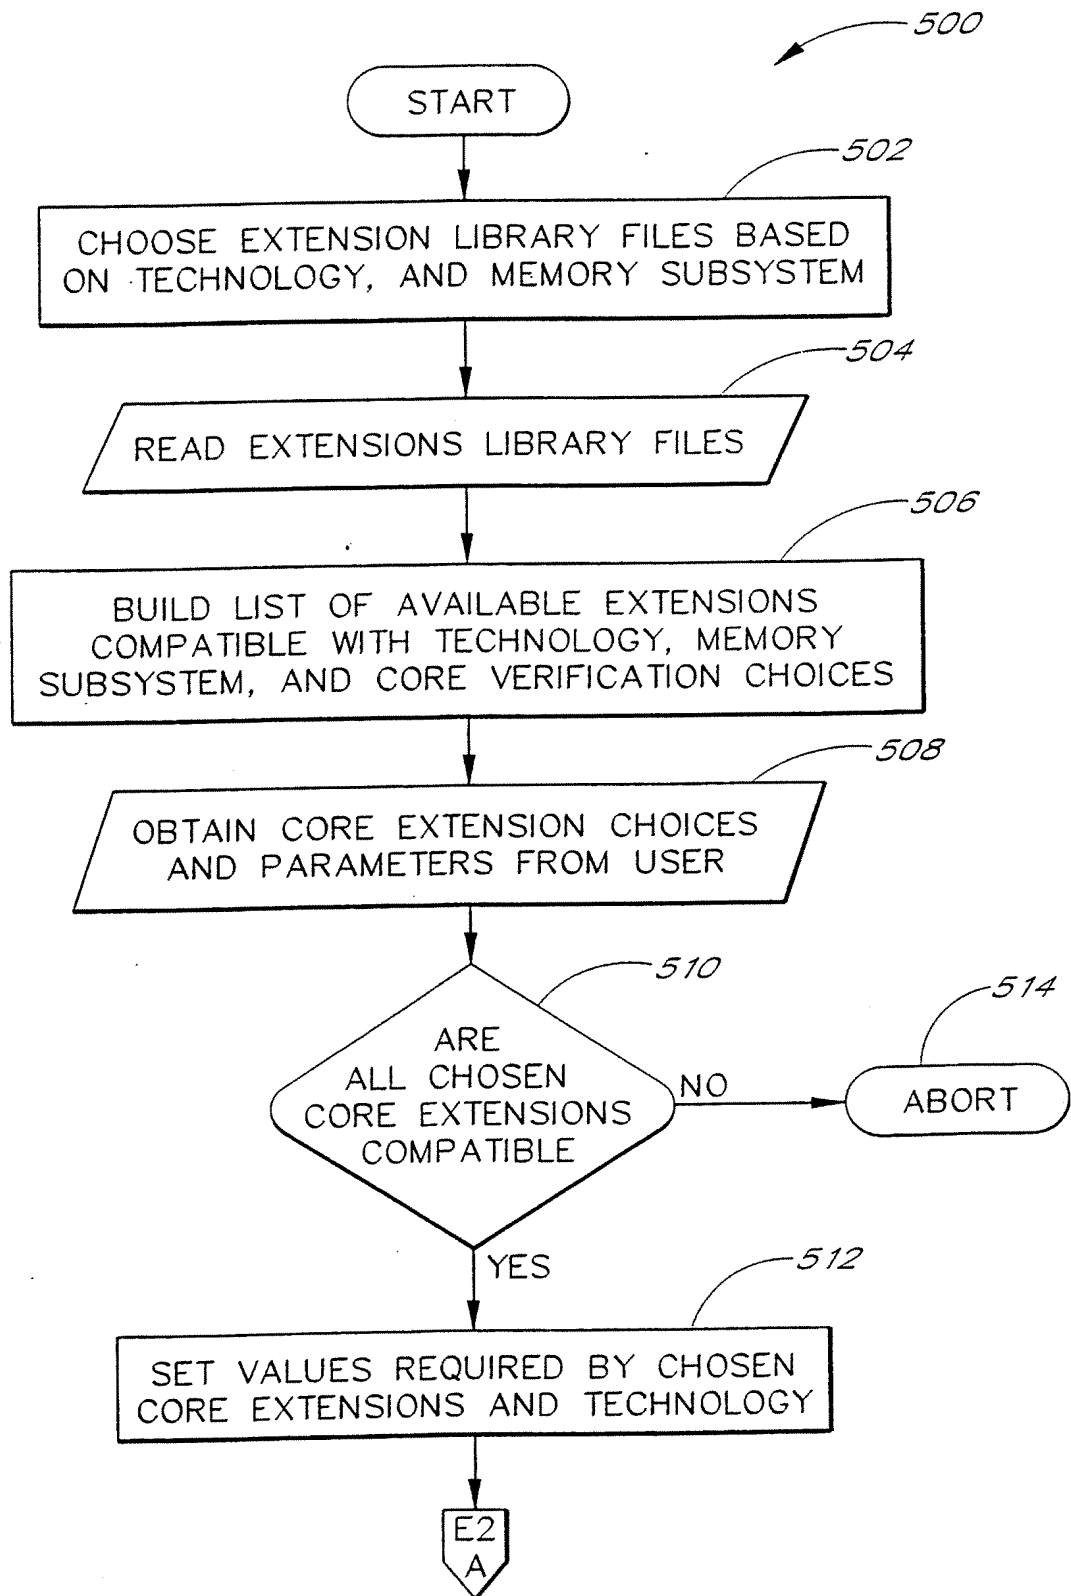 500
START
502
CHOOSE EXTENSION LIBRARY FILES BASED
ON TECHNOLOGY, AND MEMORY SUBSYSTEM
504
READ EXTENSIONS LIBRARY FILES
506
BUILD LIST OF AVAILABLE EXTENSIONS
COMPATIBLE WITH TECHNOLOGY, MEMORY
SUBSYSTEM, AND CORE VERIFICATION CHOICES
508
OBTAIN CORE EXTENSION CHOICES
AND PARAMETERS FROM USER
510
ARE
ALL CHOSEN
CORE EXTENSIONS
COMPATIBLE
NO
514
ABORT
YES
512
SET VALUES REQUIRED BY CHOSEN
CORE EXTENSIONS AND TECHNOLOGY
E2
A